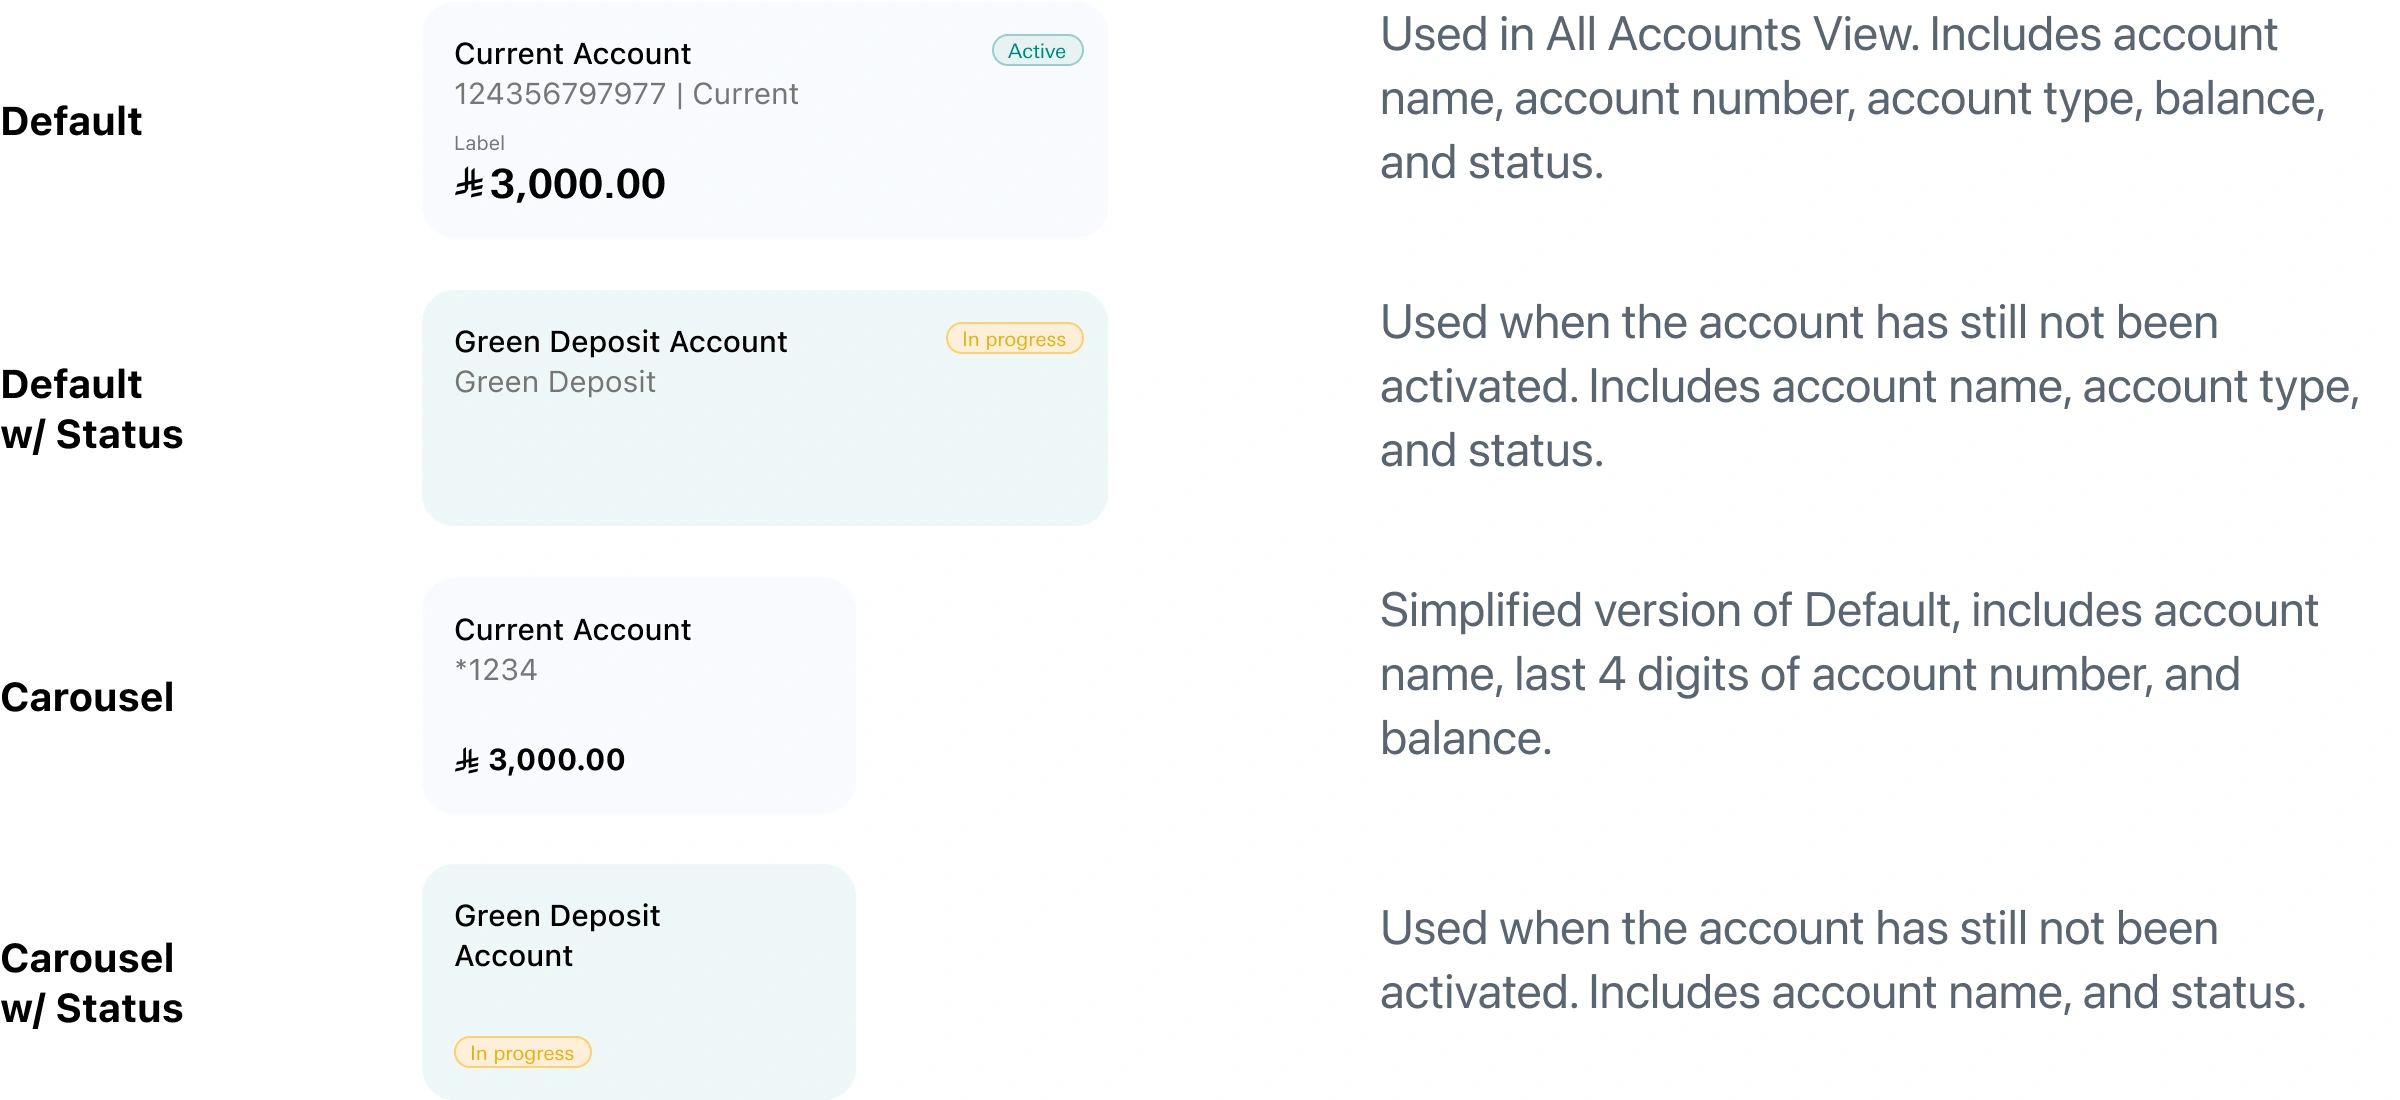 Default
Current Account
Active
124356797977 | Current
Label
⃁ 3,000.00
Used in All Accounts View. Includes account
name, account number, account type, balance,
and status.
Default
w/ Status
Green Deposit Account
In progress
Green Deposit
Used when the account has still not been
activated. Includes account name, account type,
and status.
Carousel
Current Account
*1234
⃁ 3,000.00
Simplified version of Default, includes account
name, last 4 digits of account number, and
balance.
Carousel
w/ Status
Green Deposit
Account
In progress
Used when the account has still not been
activated. Includes account name, and status.